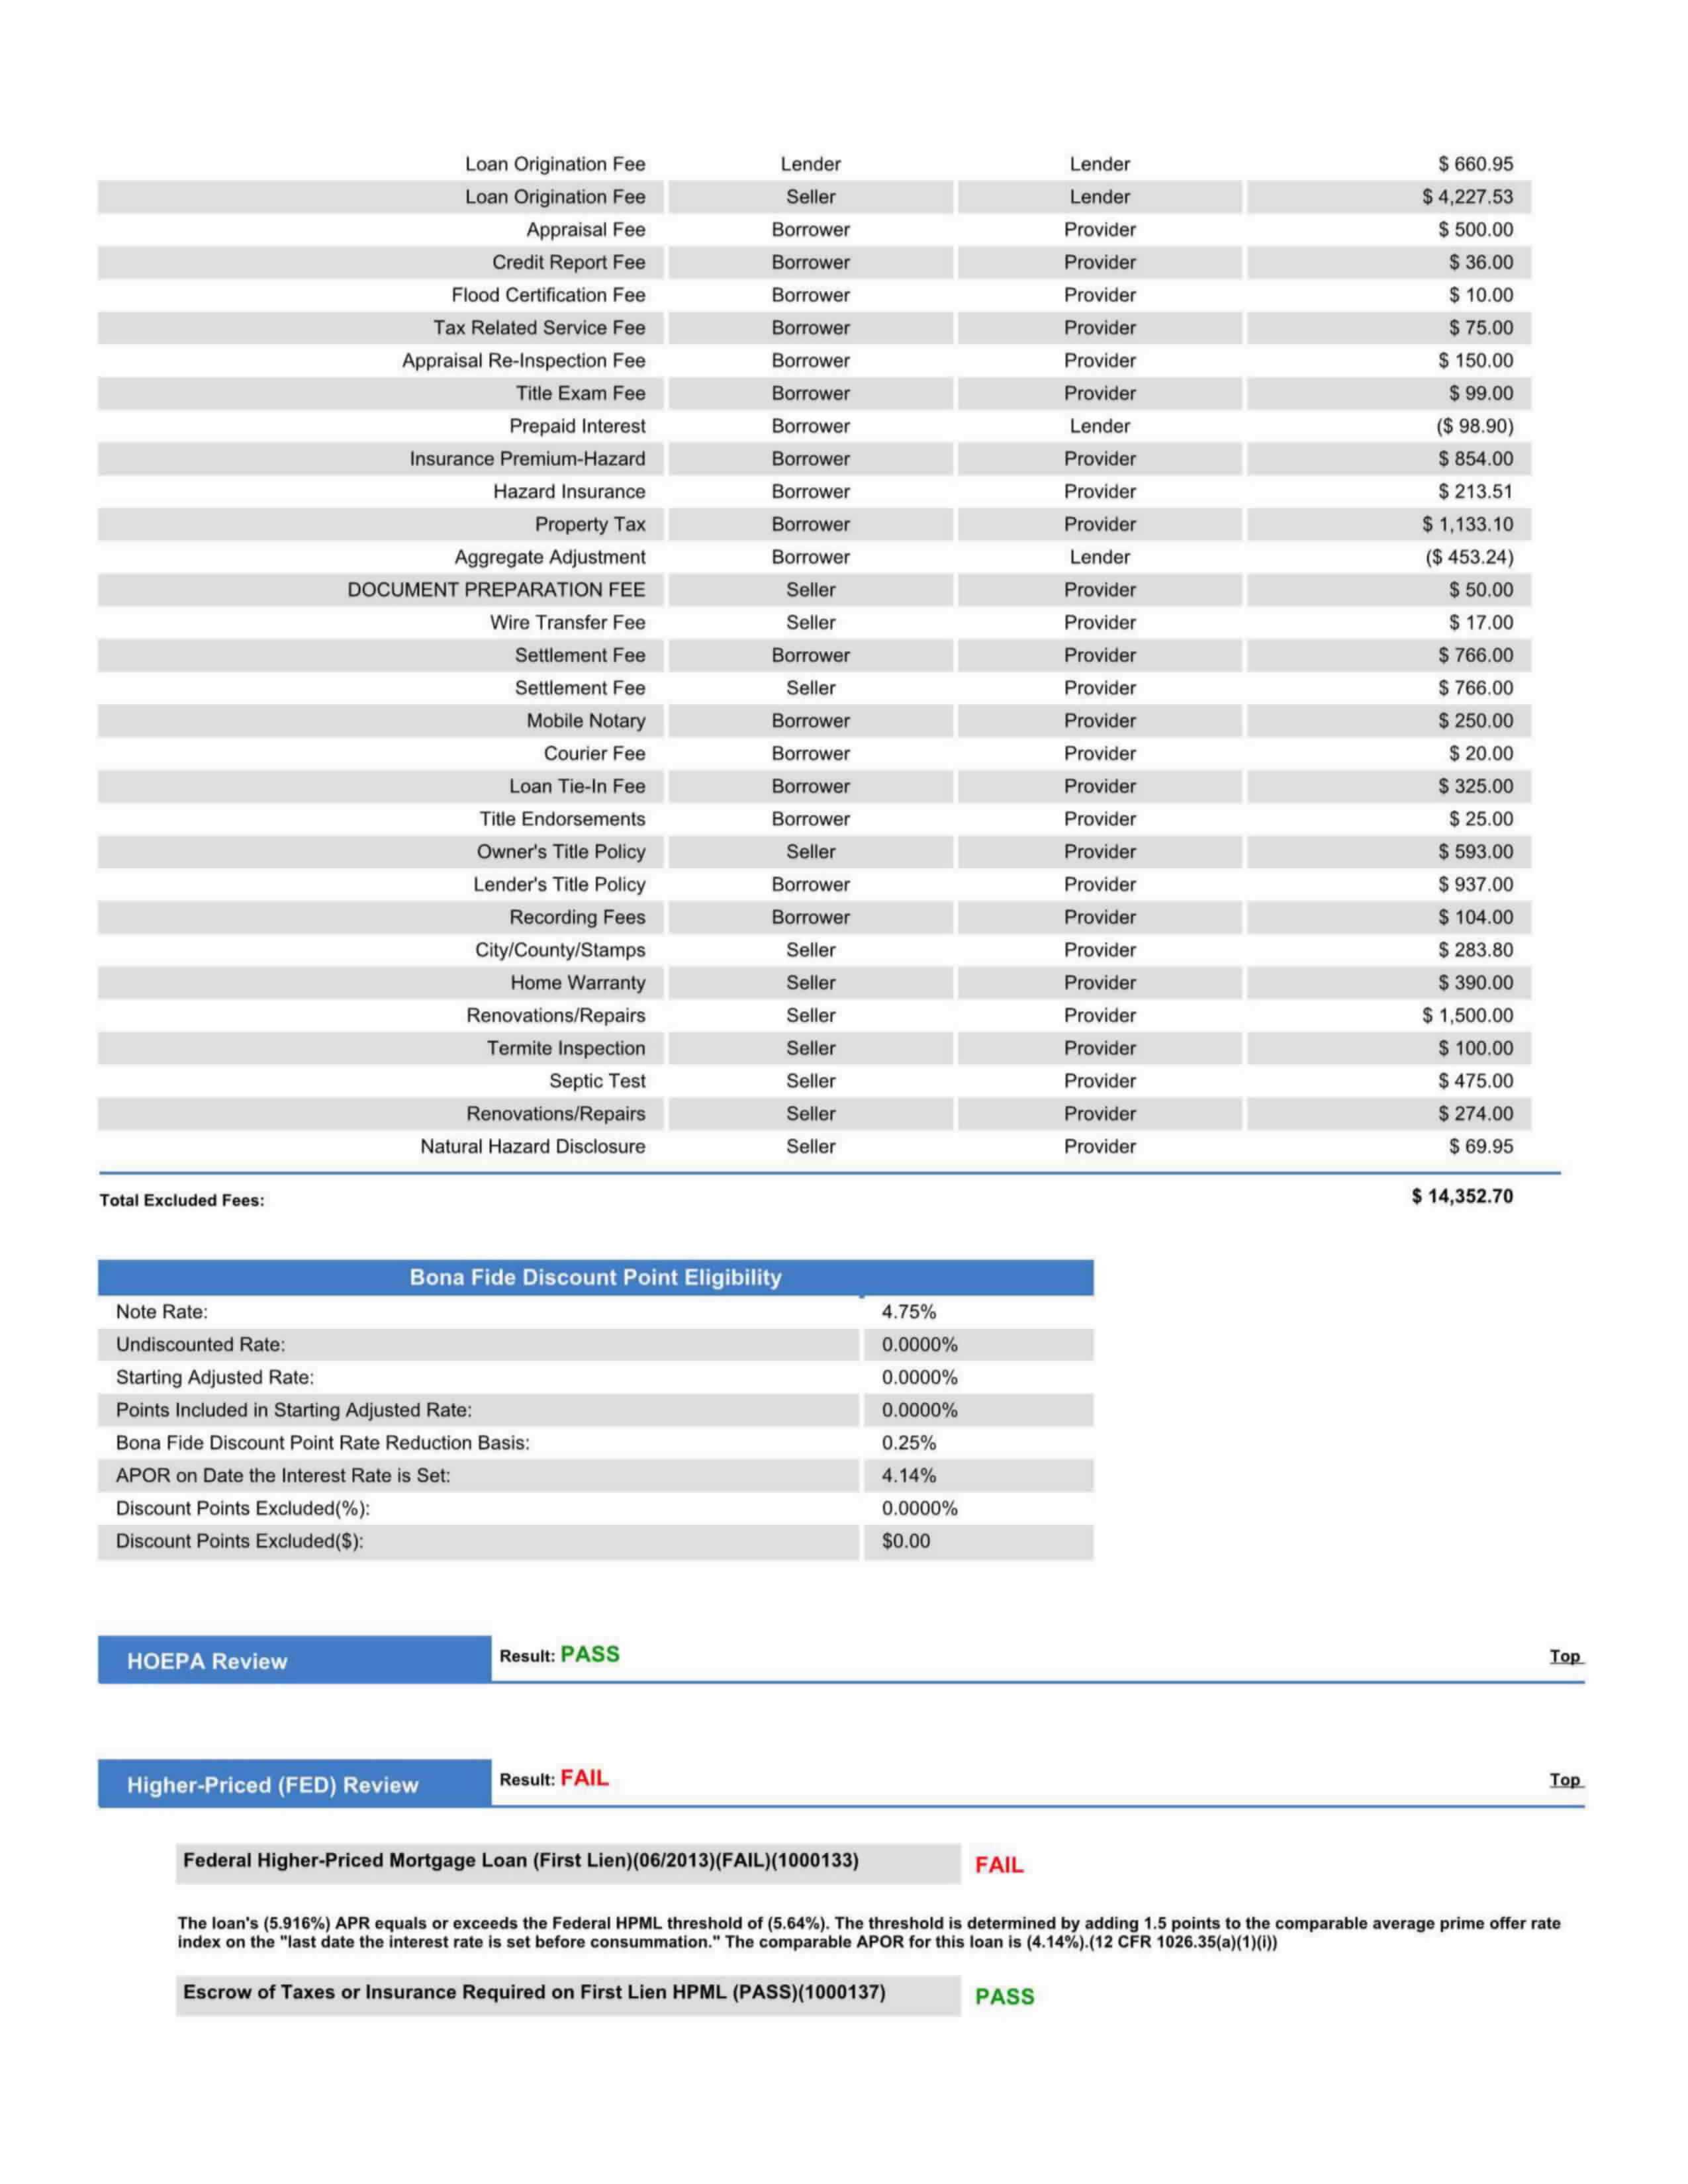 Loan Origination Fee Lender Lender $ 660.95
Loan Origination Fee Seller Lender $ 4,227.53
Appraisal Fee Borrower Provider $ 500.00
Credit Report Fee Borrower Provider $ 36.00
Flood Certification Fee Borrower Provider $ 10.00
Tax Related Service Fee Borrower Provider $ 75.00
Appraisal Re-Inspection Fee Borrower Provider $ 150.00
Title Exam Fee Borrower Provider $ 99.00
Prepaid Interest Borrower Lender ($ 98.90)
Insurance Premium-Hazard Borrower Provider $ 854.00
Hazard Insurance Borrower Provider $ 213.51
Property Tax Borrower Provider $ 1,133.10
Aggregate Adjustment Borrower Lender ($ 453.24)
DOCUMENT PREPARATION FEE Seller Provider $ 50.00
Wire Transfer Fee Seller Provider $ 17.00
Settlement Fee Borrower Provider $ 766.00
Settlement Fee Seller Provider $ 766.00
Mobile Notary Borrower Provider $ 250.00
Courier Fee Borrower Provider $ 20.00
Loan Tie-In Fee Borrower Provider $ 325.00
Title Endorsements Borrower Provider $ 25.00
Owner's Title Policy Seller Provider $ 593.00
Lender's Title Policy Borrower Provider $ 937.00
Recording Fees Borrower Provider $ 104.00
City/County/Stamps Seller Provider $ 283.80
Home Warranty Seller Provider $ 390.00
Renovations/Repairs Seller Provider $ 1,500.00
Termite Inspection Seller Provider $ 100.00
Septic Test Seller Provider $ 475.00
Renovations/Repairs Seller Provider $ 274.00
Natural Hazard Disclosure Seller Provider $ 69.95
Total Excluded Fees: $ 14,352.70
Bona Fide Discount Point Eligibility
Note Rate: 4.75%
Undiscounted Rate: 0.0000%
Starting Adjusted Rate: 0.0000%
Points Included in Starting Adjusted Rate: 0.0000%
Bona Fide Discount Point Rate Reduction Basis: 0.25%
APOR on Date the Interest Rate is Set: 4.14%
Discount Points Excluded(%): 0.0000%
Discount Points Excluded($): $0.00
HOEPA Review Result: PASS Top
Higher-Priced (FED) Review Result: FAIL Top
Federal Higher-Priced Mortgage Loan (First Lien)(06/2013)(FAIL)(1000133) FAIL
The loan's (5.916%) APR equals or exceeds the Federal HPML threshold of (5.64%). The threshold is determined by adding 1.5 points to the comparable average prime offer rate
index on the "last date the interest rate is set before consummation." The comparable APOR for this loan is (4.14%).(12 CFR 1026.35(a)(1)(i))
Escrow of Taxes or Insurance Required on First Lien HPML (PASS)(1000137) PASS